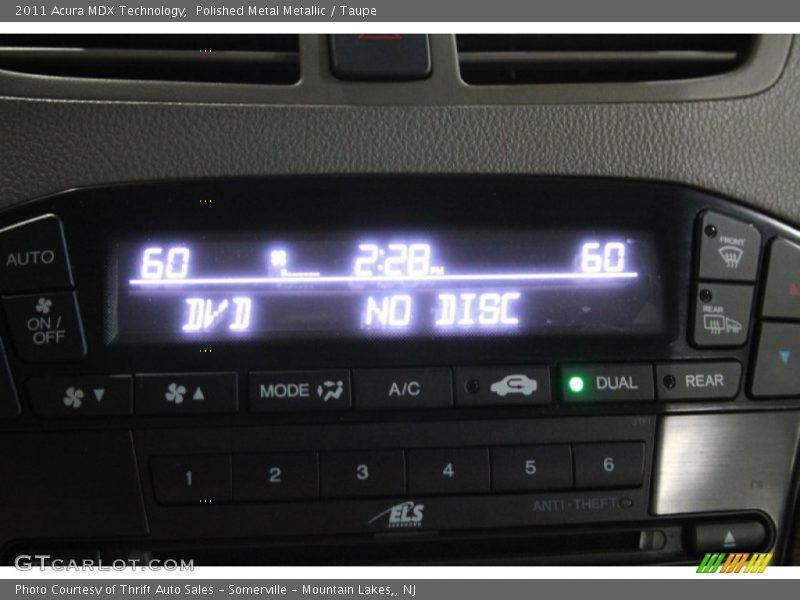 2011 Acura MDX Technology,  Polished Metal Metallic / Taupe
AUTO
60 2:28 PM 60
DVD NO DISC
FRONT
REAR
ON/
OFF
MODE A/C DUAL REAR
1 2 3 4 5 6
ELS
SURROUND
ANTI-THEFT
GTCARLOT.COM
Photo Courtesy of Thrift Auto Sales – Somerville – Mountain Lakes,, NJ